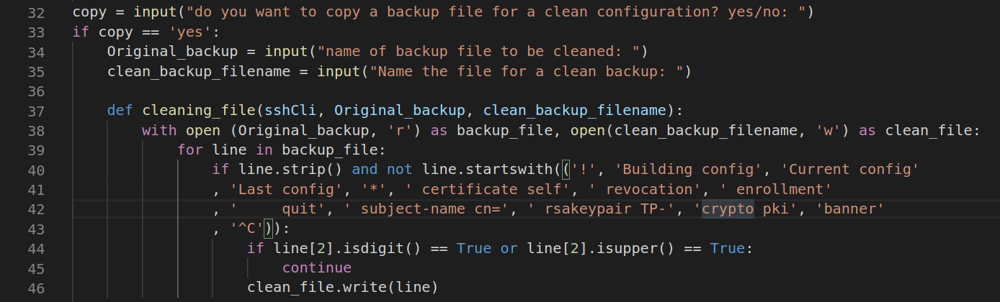 32 copy = input("do you want to copy a backup file for a clean configuration? yes/no: ")
33 if copy == 'yes':
34     Original_backup = input("name of backup file to be cleaned: ")
35     clean_backup_filename = input("Name the file for a clean backup: ")
36
37     def cleaning_file(sshCli, Original_backup, clean_backup_filename):
38         with open (Original_backup, 'r') as backup_file, open(clean_backup_filename, 'w') as clean_file:
39             for line in backup_file:
40                 if line.strip() and not line.startswith(('!', 'Building config', 'Current config'
41                 , 'Last config', '*', ' certificate self', ' revocation', ' enrollment'
42                 , '     quit', ' subject-name cn=', ' rsakeypair TP-', 'crypto pki', 'banner'
43                 , '^C')):
44                     if line[2].isdigit() == True or line[2].isupper() == True:
45                         continue
46                     clean_file.write(line)